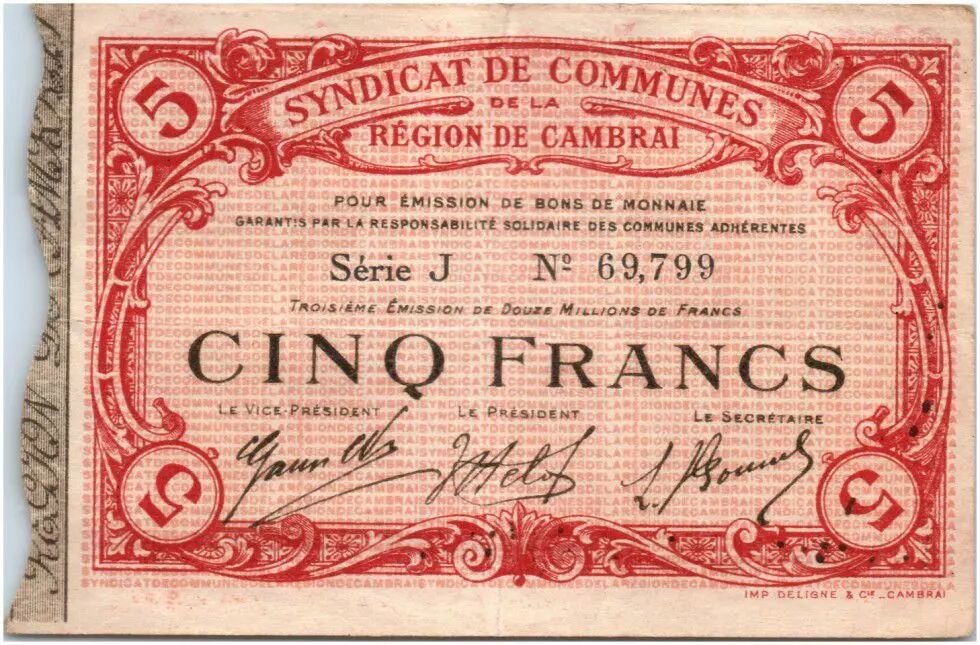 5 5
SYNDICAT DE COMMUNES
DE LA
RÉGION DE CAMBRAI
POUR ÉMISSION DE BONS DE MONNAIE
GARANTIS PAR LA RESPONSABILITÉ SOLIDAIRE DES COMMUNES ADHÉRENTES
Série J Nº 69,799
TROISIÈME ÉMISSION DE DOUZE MILLIONS DE FRANCS
CINQ FRANCS
LE VICE-PRÉSIDENT LE PRÉSIDENT LE SECRÉTAIRE
5 5
SYNDICATDECOMMUNESDELARÉGIONDECAMBRAI
IMP DELIGNE & Cie _ CAMBRAI